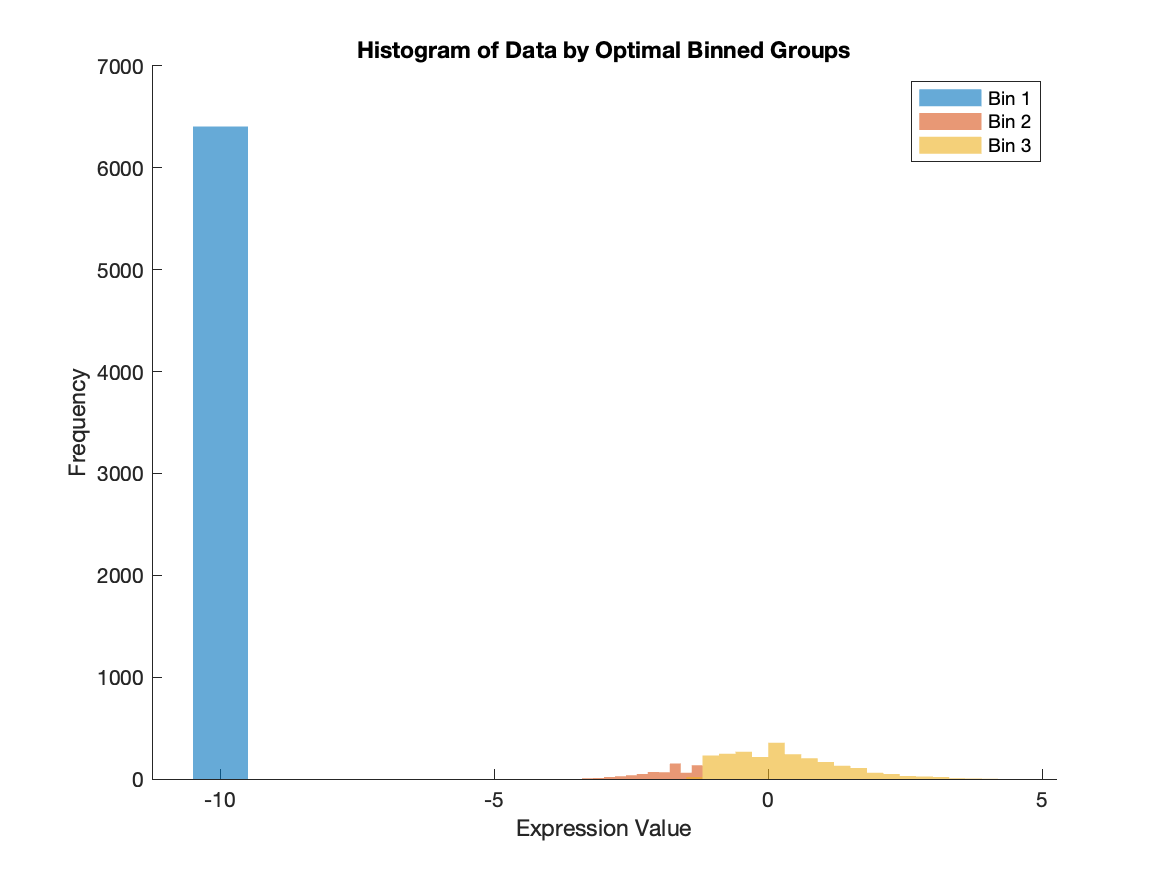 Histogram of Data by Optimal Binned Groups
7000
6000
5000
4000
3000
2000
1000
0
Frequency
Bin 1
Bin 2
Bin 3
-10
-5
0
5
Expression Value